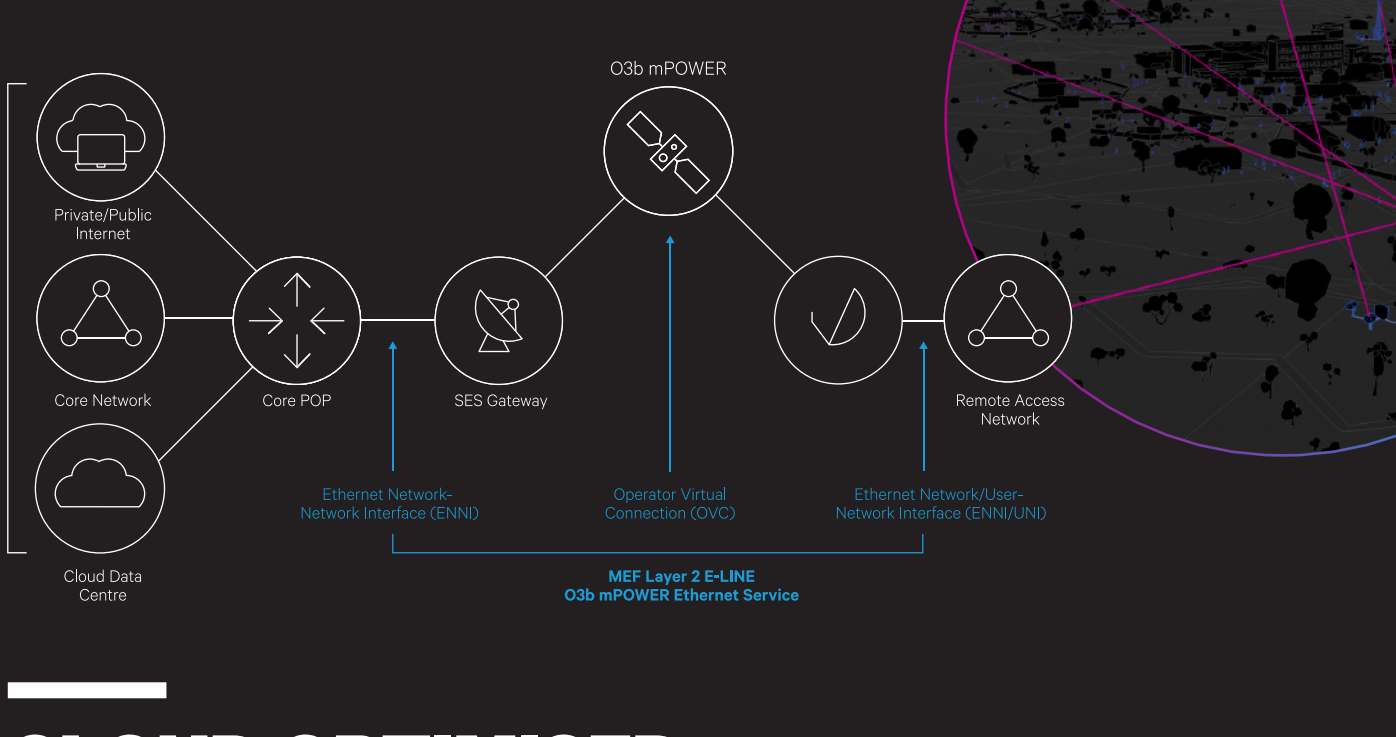 O3b mPOWER
Private/Public
Internet
Core Network
Core POP
SES Gateway
Remote Access
Network
Cloud Data
Centre
Ethernet Network-
Network Interface (ENNI)
Operator Virtual
Connection (OVC)
Ethernet Network/User-
Network Interface (ENNI/UNI)
MEF Layer 2 E-LINE
O3b mPOWER Ethernet Service